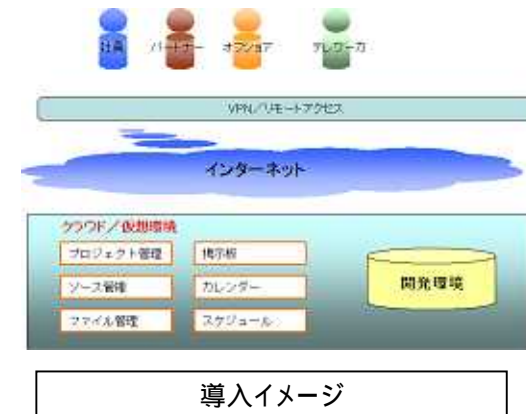 社員 パートナー オフショア テレワーカ
VPN／リモートアクセス
インターネット
クラウド／仮想環境
プロジェクト管理 掲示板
ソース管理 カレンダー 開発環境
ファイル管理 スケジュール
導入イメージ